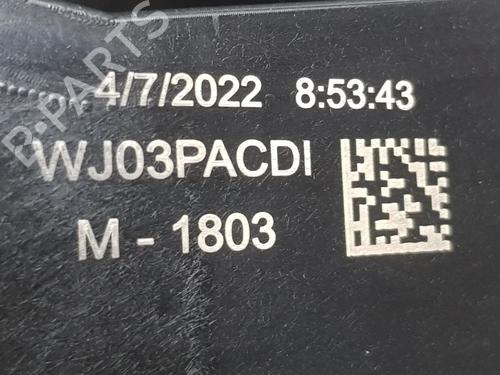 4/7/2022 8:53:43
WJ03PACDI
M - 1803
B-PARTS